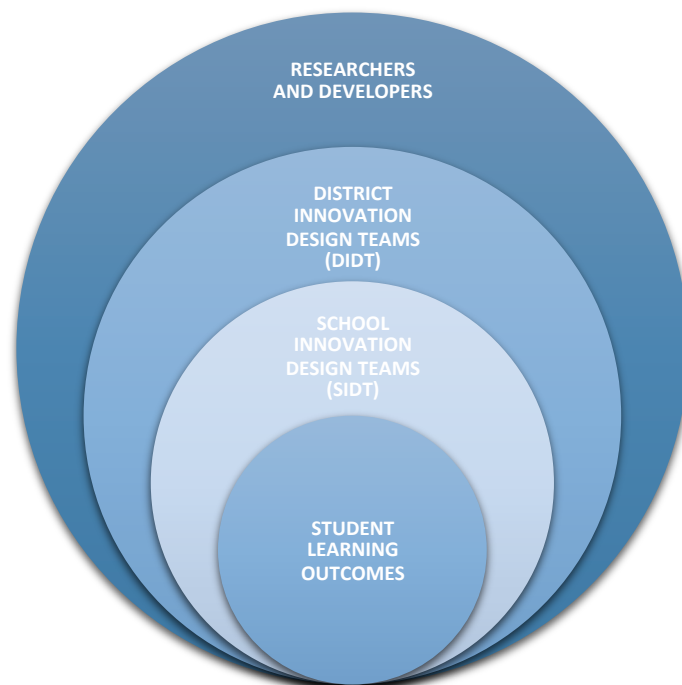 RESEARCHERS
AND DEVELOPERS
DISTRICT
INNOVATION
DESIGN TEAMS
(DIDT)
SCHOOL
INNOVATION
DESIGN TEAMS
(SIDT)
STUDENT
LEARNING
OUTCOMES